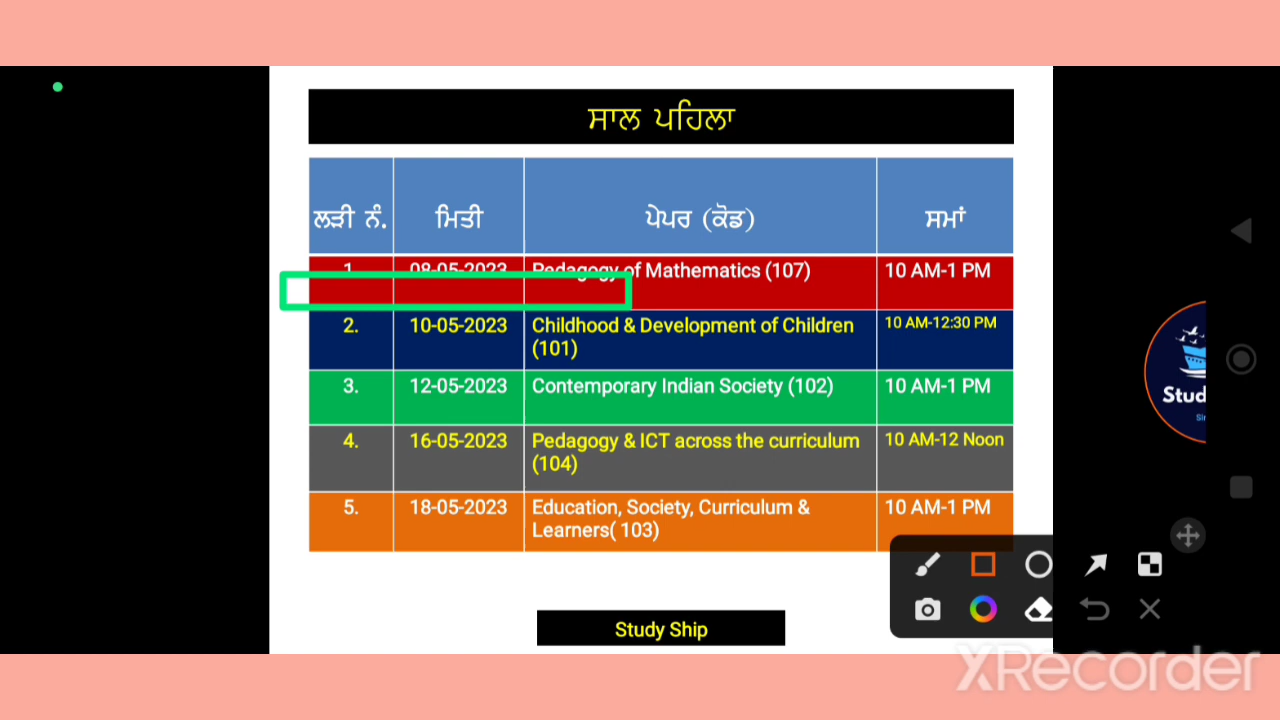 ਸਾਲ ਪਹਿਲਾ
ਲੜੀ ਨੰ. ਮਿਤੀ ਪੇਪਰ (ਕੋਡ) ਸਮਾਂ
1. 08-05-2023 Pedagogy of Mathematics (107) 10 AM-1 PM
2. 10-05-2023 Childhood & Development of Children 10 AM-12:30 PM
(101)
3. 12-05-2023 Contemporary Indian Society (102) 10 AM-1 PM
4. 16-05-2023 Pedagogy & ICT across the curriculum 10 AM-12 Noon
(104)
5. 18-05-2023 Education, Society, Curriculum & 10 AM-1 PM
Learners( 103)
Study Ship
XRecorder